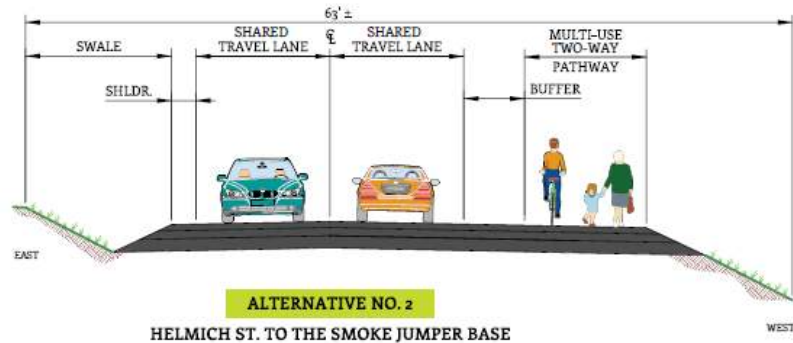 63' ±
SWALE
SHARED
TRAVEL LANE
℄
SHARED
TRAVEL LANE
MULTI-USE
TWO-WAY
PATHWAY
SHLDR.
BUFFER
EAST
WEST
ALTERNATIVE NO. 2
HELMICH ST. TO THE SMOKE JUMPER BASE